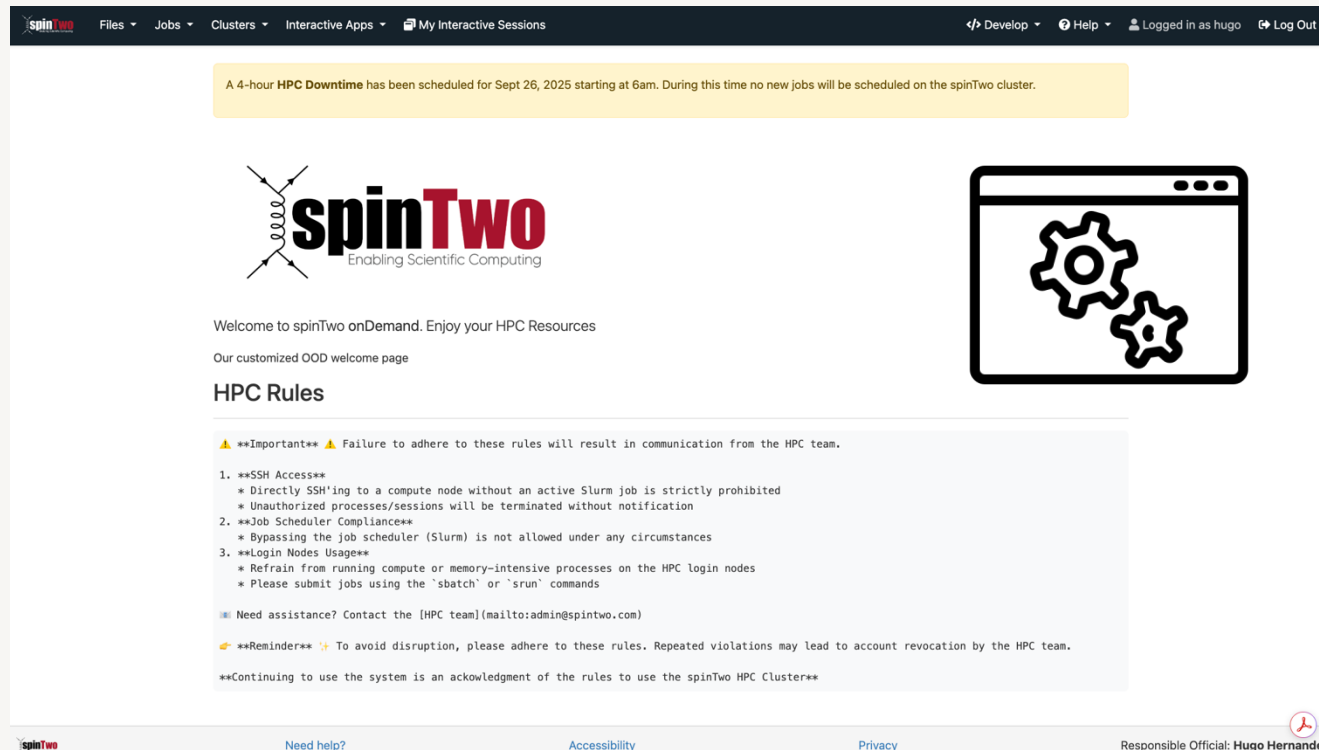 spinTwo Files Jobs Clusters Interactive Apps My Interactive Sessions </> Develop Help Logged in as hugo Log Out
A 4-hour HPC Downtime has been scheduled for Sept 26, 2025 starting at 6am. During this time no new jobs will be scheduled on the spinTwo cluster.
spinTwo
Enabling Scientific Computing
Welcome to spinTwo onDemand. Enjoy your HPC Resources
Our customized OOD welcome page
HPC Rules
⚠️ **Important** ⚠️ Failure to adhere to these rules will result in communication from the HPC team.
1. **SSH Access**
* Directly SSH'ing to a compute node without an active Slurm job is strictly prohibited
* Unauthorized processes/sessions will be terminated without notification
2. **Job Scheduler Compliance**
* Bypassing the job scheduler (Slurm) is not allowed under any circumstances
3. **Login Nodes Usage**
* Refrain from running compute or memory-intensive processes on the HPC login nodes
* Please submit jobs using the `sbatch` or `srun` commands
📧 Need assistance? Contact the [HPC team](mailto:admin@spintwo.com)
👉 **Reminder** ✨ To avoid disruption, please adhere to these rules. Repeated violations may lead to account revocation by the HPC team.
**Continuing to use the system is an ackowledgment of the rules to use the spinTwo HPC Cluster**
spinTwo Need help? Accessibility Privacy Responsible Official: Hugo Hernande